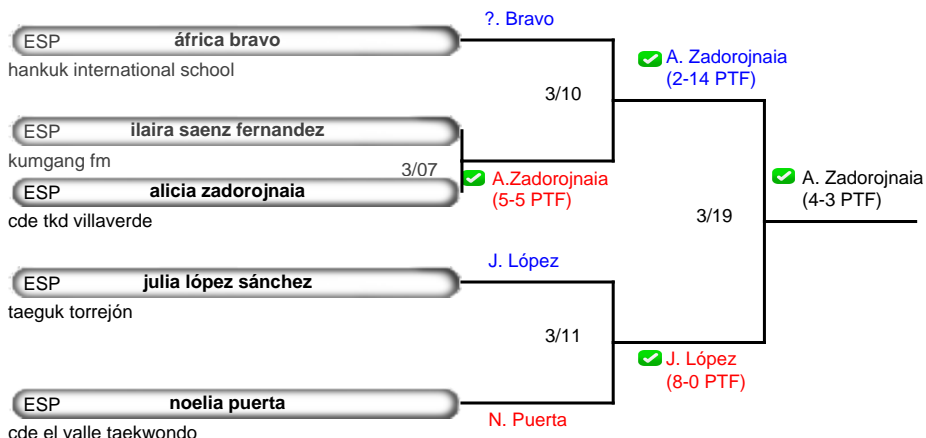 ?. Bravo
ESP áfrica bravo
hankuk international school
A. Zadorojnaia
(2-14 PTF)
3/10
ESP ilaira saenz fernandez
kumgang fm
3/07
A.Zadorojnaia
(5-5 PTF)
A. Zadorojnaia
(4-3 PTF)
ESP alicia zadorojnaia
cde tkd villaverde
3/19
J. López
ESP julia lópez sánchez
taeguk torrejón
3/11
J. López
(8-0 PTF)
ESP noelia puerta
N. Puerta
cde el valle taekwondo